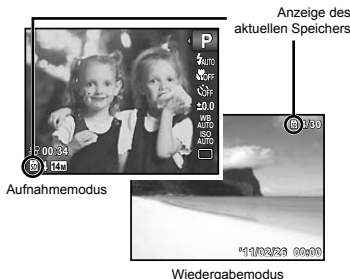 Anzeige des
aktuellen Speichers
P
AUTO
OFF
OFF
±0.0
WB
AUTO
ISO
AUTO
00:34
4 14M
/30
Aufnahmemodus
'11/02/26 00:00
Wiedergabemodus